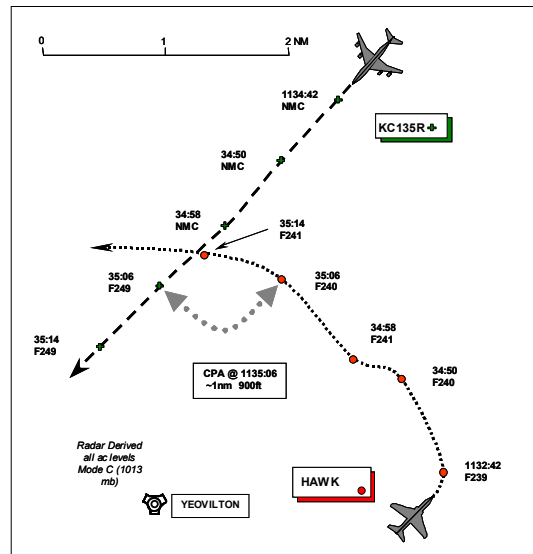 0
1
2 NM
1134:42
NMC
KC135R
34:50
NMC
34:58
NMC
35:14
F241
35:06
F249
35:06
F240
34:58
F241
35:14
F249
CPA @ 1135:06
~1nm 900ft
34:50
F240
Radar Derived
all ac levels
Mode C (1013
mb)
1132:42
F239
HAWK
YEOVILTON